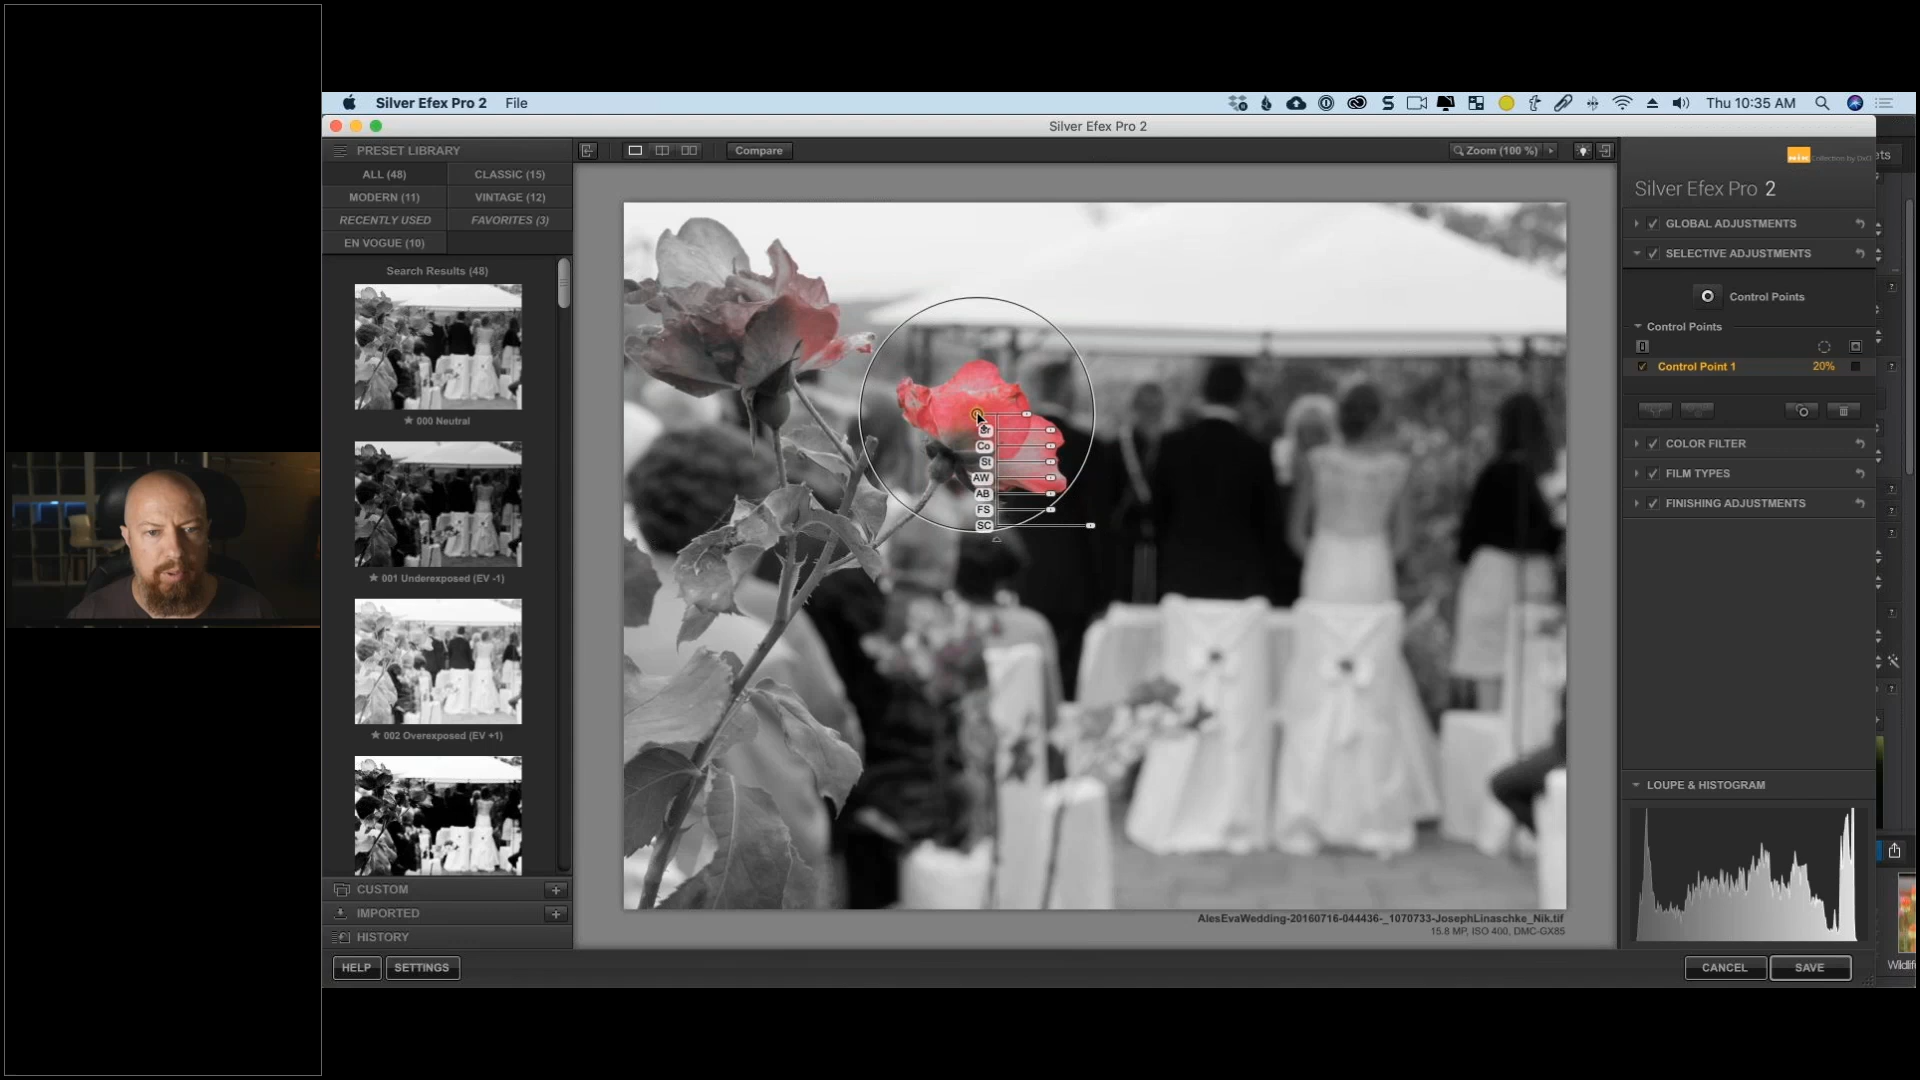 Silver Efex Pro 2 File
Thu 10:35 AM
Silver Efex Pro 2
PRESET LIBRARY
Compare
Zoom (100 %)
Collection by DxO
ets
ALL (48)
CLASSIC (15)
MODERN (11)
VINTAGE (12)
RECENTLY USED
FAVORITES (3)
EN VOGUE (10)
Search Results (48)
★ 000 Neutral
★ 001 Underexposed (EV -1)
★ 002 Overexposed (EV +1)
CUSTOM
IMPORTED
HISTORY
HELP
SETTINGS
Br
Co
St
AW
AB
FS
SC
AlesEvaWedding-20160716-044436-_1070733-JosephLinaschke_Nik.tif
15.8 MP, ISO 400, DMC-GX85
Silver Efex Pro 2
GLOBAL ADJUSTMENTS
SELECTIVE ADJUSTMENTS
Control Points
Control Points
Control Point 1 20%
COLOR FILTER
FILM TYPES
FINISHING ADJUSTMENTS
LOUPE & HISTOGRAM
CANCEL
SAVE